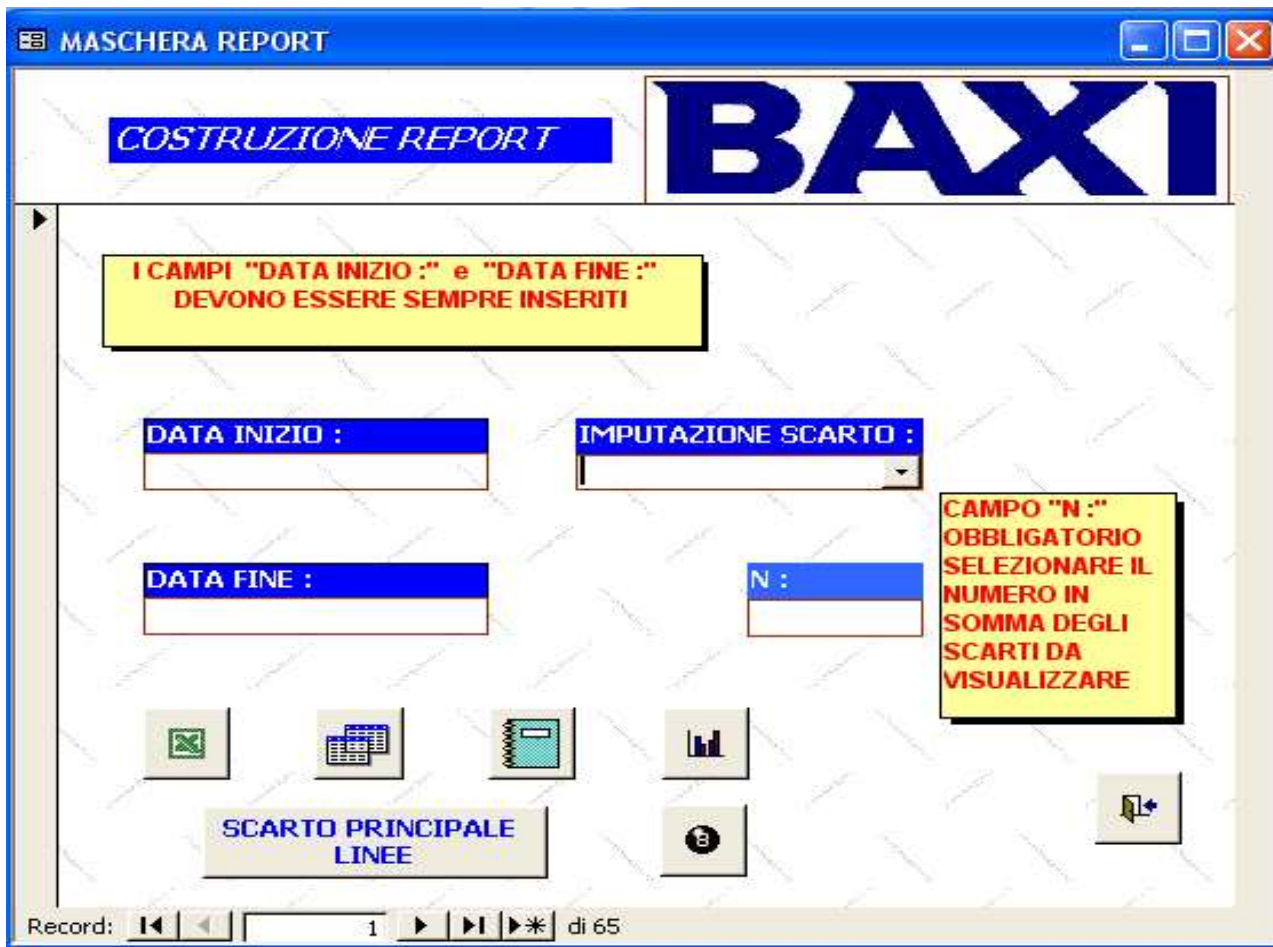 MASCHERA REPORT
COSTRUZIONE REPORT
BAXI
I CAMPI "DATA INIZIO :" e "DATA FINE :"
DEVONO ESSERE SEMPRE INSERITI
DATA INIZIO :
IMPUTAZIONE SCARTO :
DATA FINE :
N :
CAMPO "N :"
OBBLIGATORIO
SELEZIONARE IL
NUMERO IN
SOMMA DEGLI
SCARTI DA
VISUALIZZARE
SCARTO PRINCIPALE
LINEE
8
Record: 1 di 65